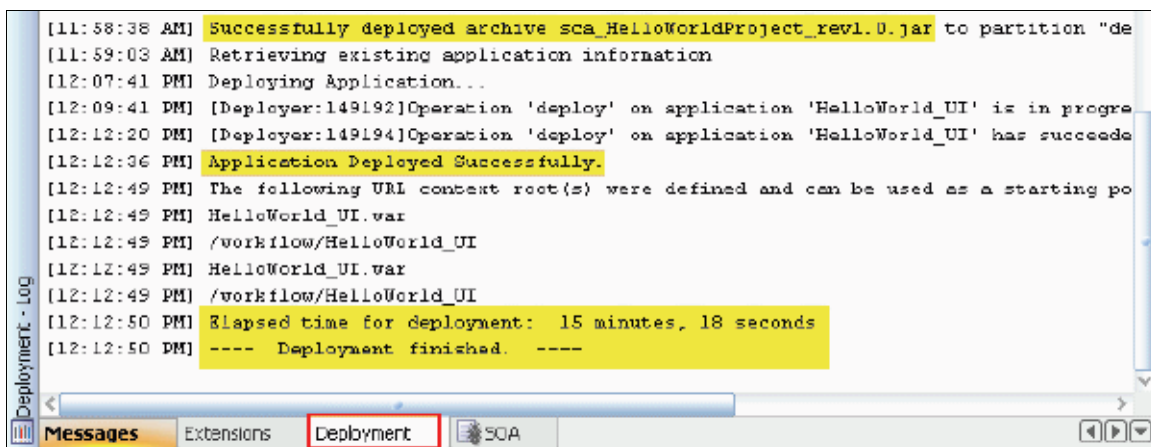 [11:58:38 AM] Successfully deployed archive sca_HelloWorldProject_rev1.0.jar to partition "de
[11:59:03 AM] Retrieving existing application information
[12:07:41 PM] Deploying Application...
[12:09:41 PM] [Deployer:149192]Operation 'deploy' on application 'HelloWorld_UI' is in progre
[12:12:20 PM] [Deployer:149194]Operation 'deploy' on application 'HelloWorld_UI' has succeede
[12:12:36 PM] Application Deployed Successfully.
[12:12:49 PM] The following URL context root(s) were defined and can be used as a starting po
[12:12:49 PM] HelloWorld_UI.war
[12:12:49 PM] /workflow/HelloWorld_UI
[12:12:49 PM] HelloWorld_UI.war
[12:12:49 PM] /workflow/HelloWorld_UI
[12:12:50 PM] Elapsed time for deployment:  15 minutes, 18 seconds
[12:12:50 PM] ----  Deployment finished.  ----
Deployment - Log
Messages Extensions Deployment SOA